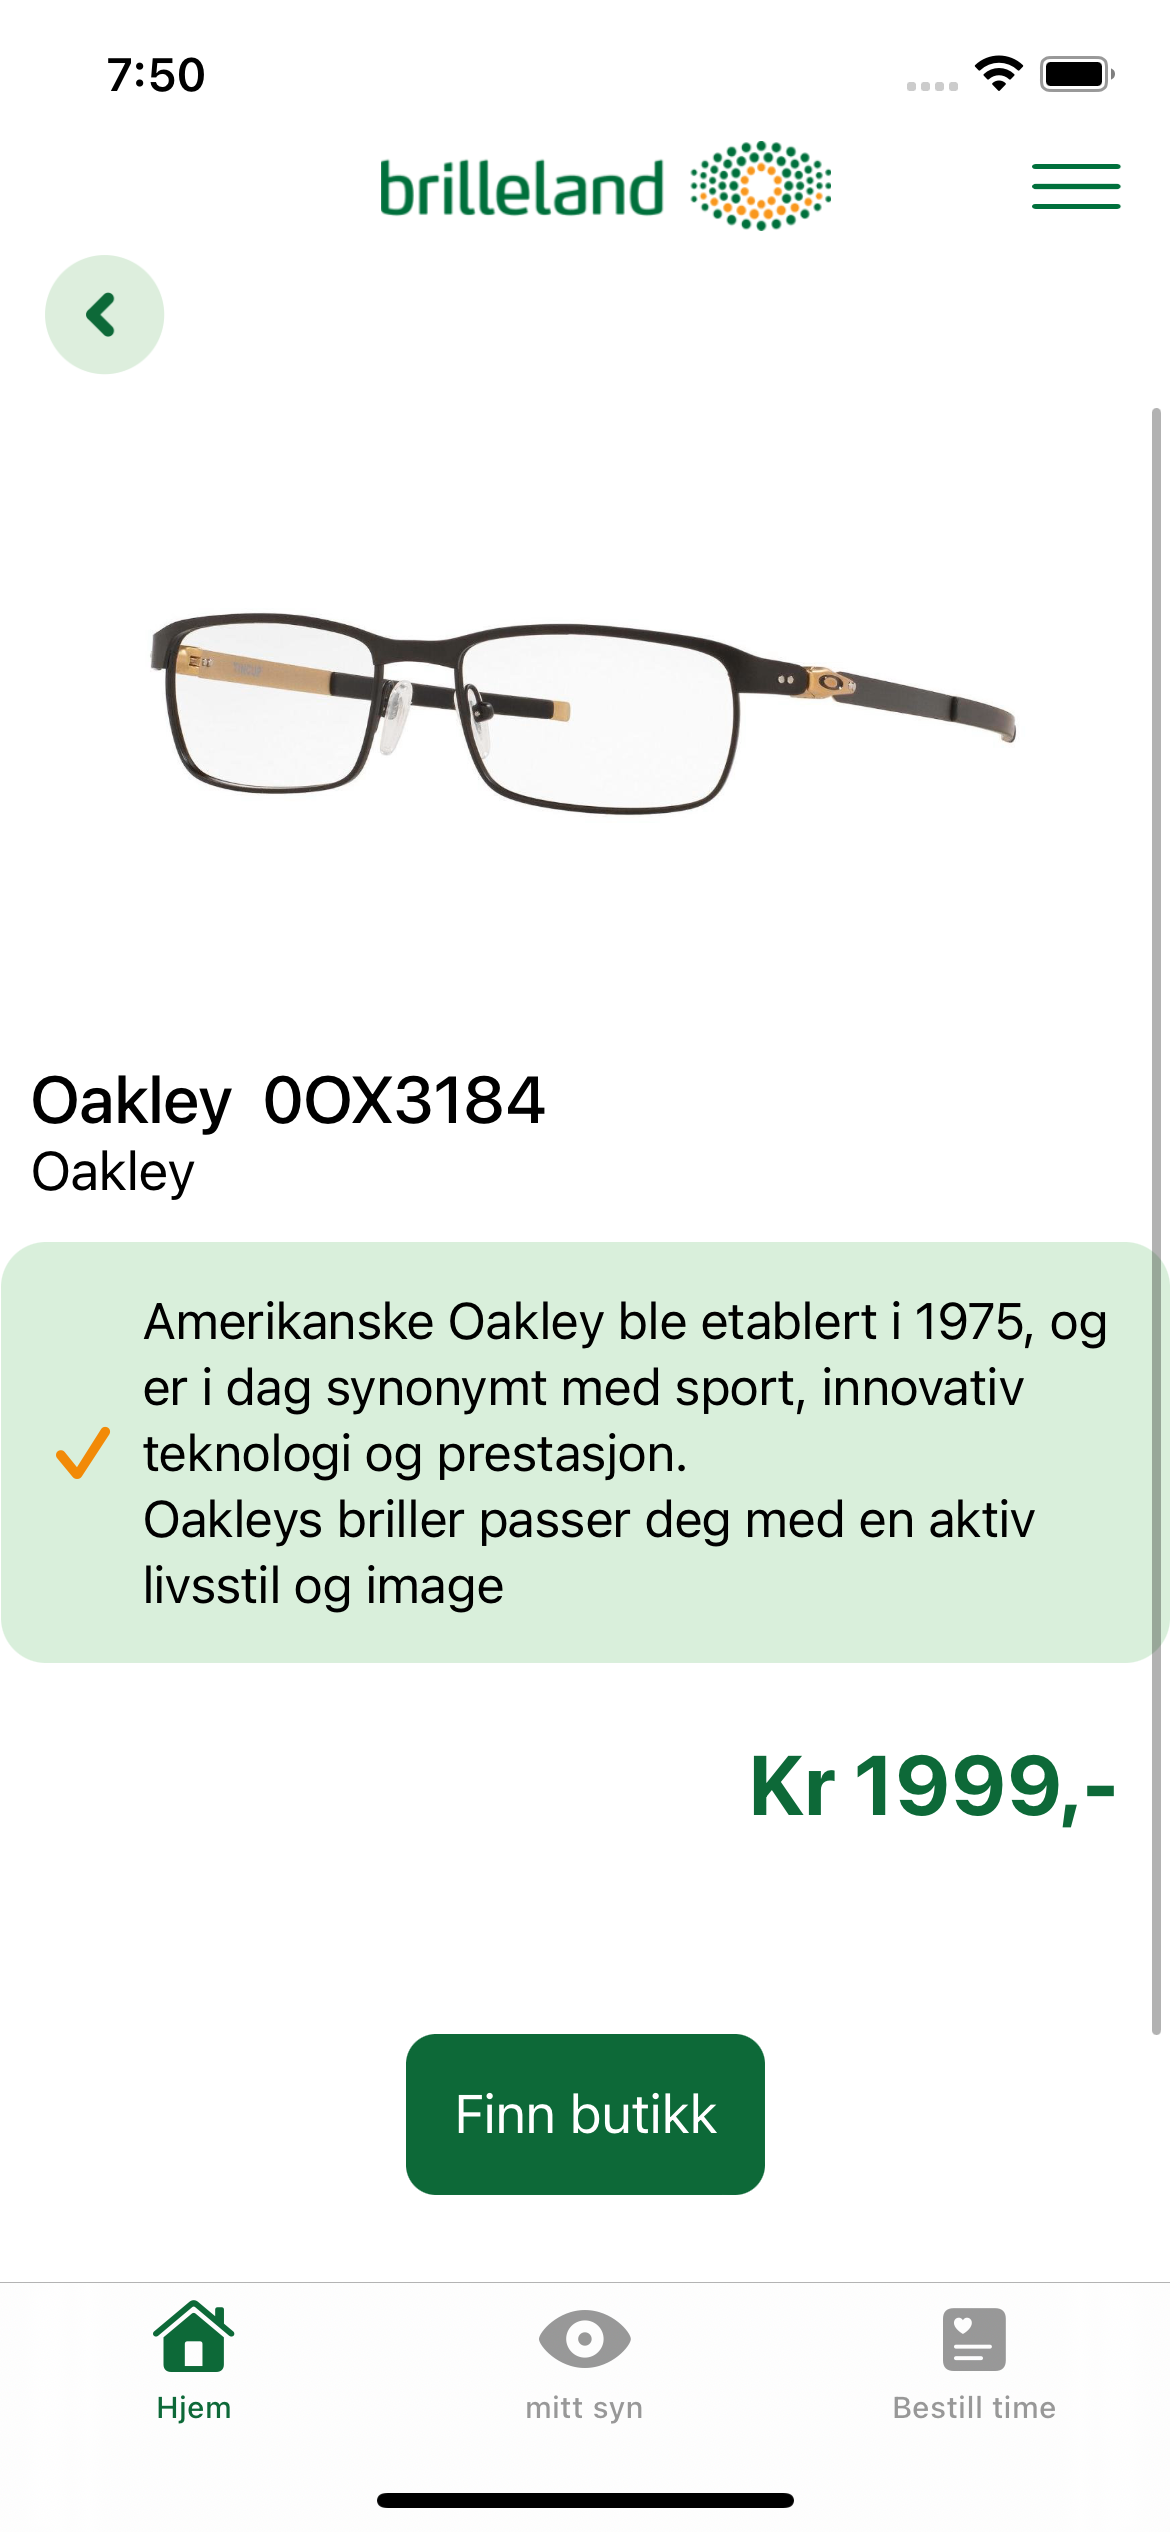 7:50
brilleland
TINCUP
Oakley 0OX3184
Oakley
Amerikanske Oakley ble etablert i 1975, og
er i dag synonymt med sport, innovativ
teknologi og prestasjon.
Oakleys briller passer deg med en aktiv
livsstil og image
Kr 1999,-
Finn butikk
Hjem
mitt syn
Bestill time